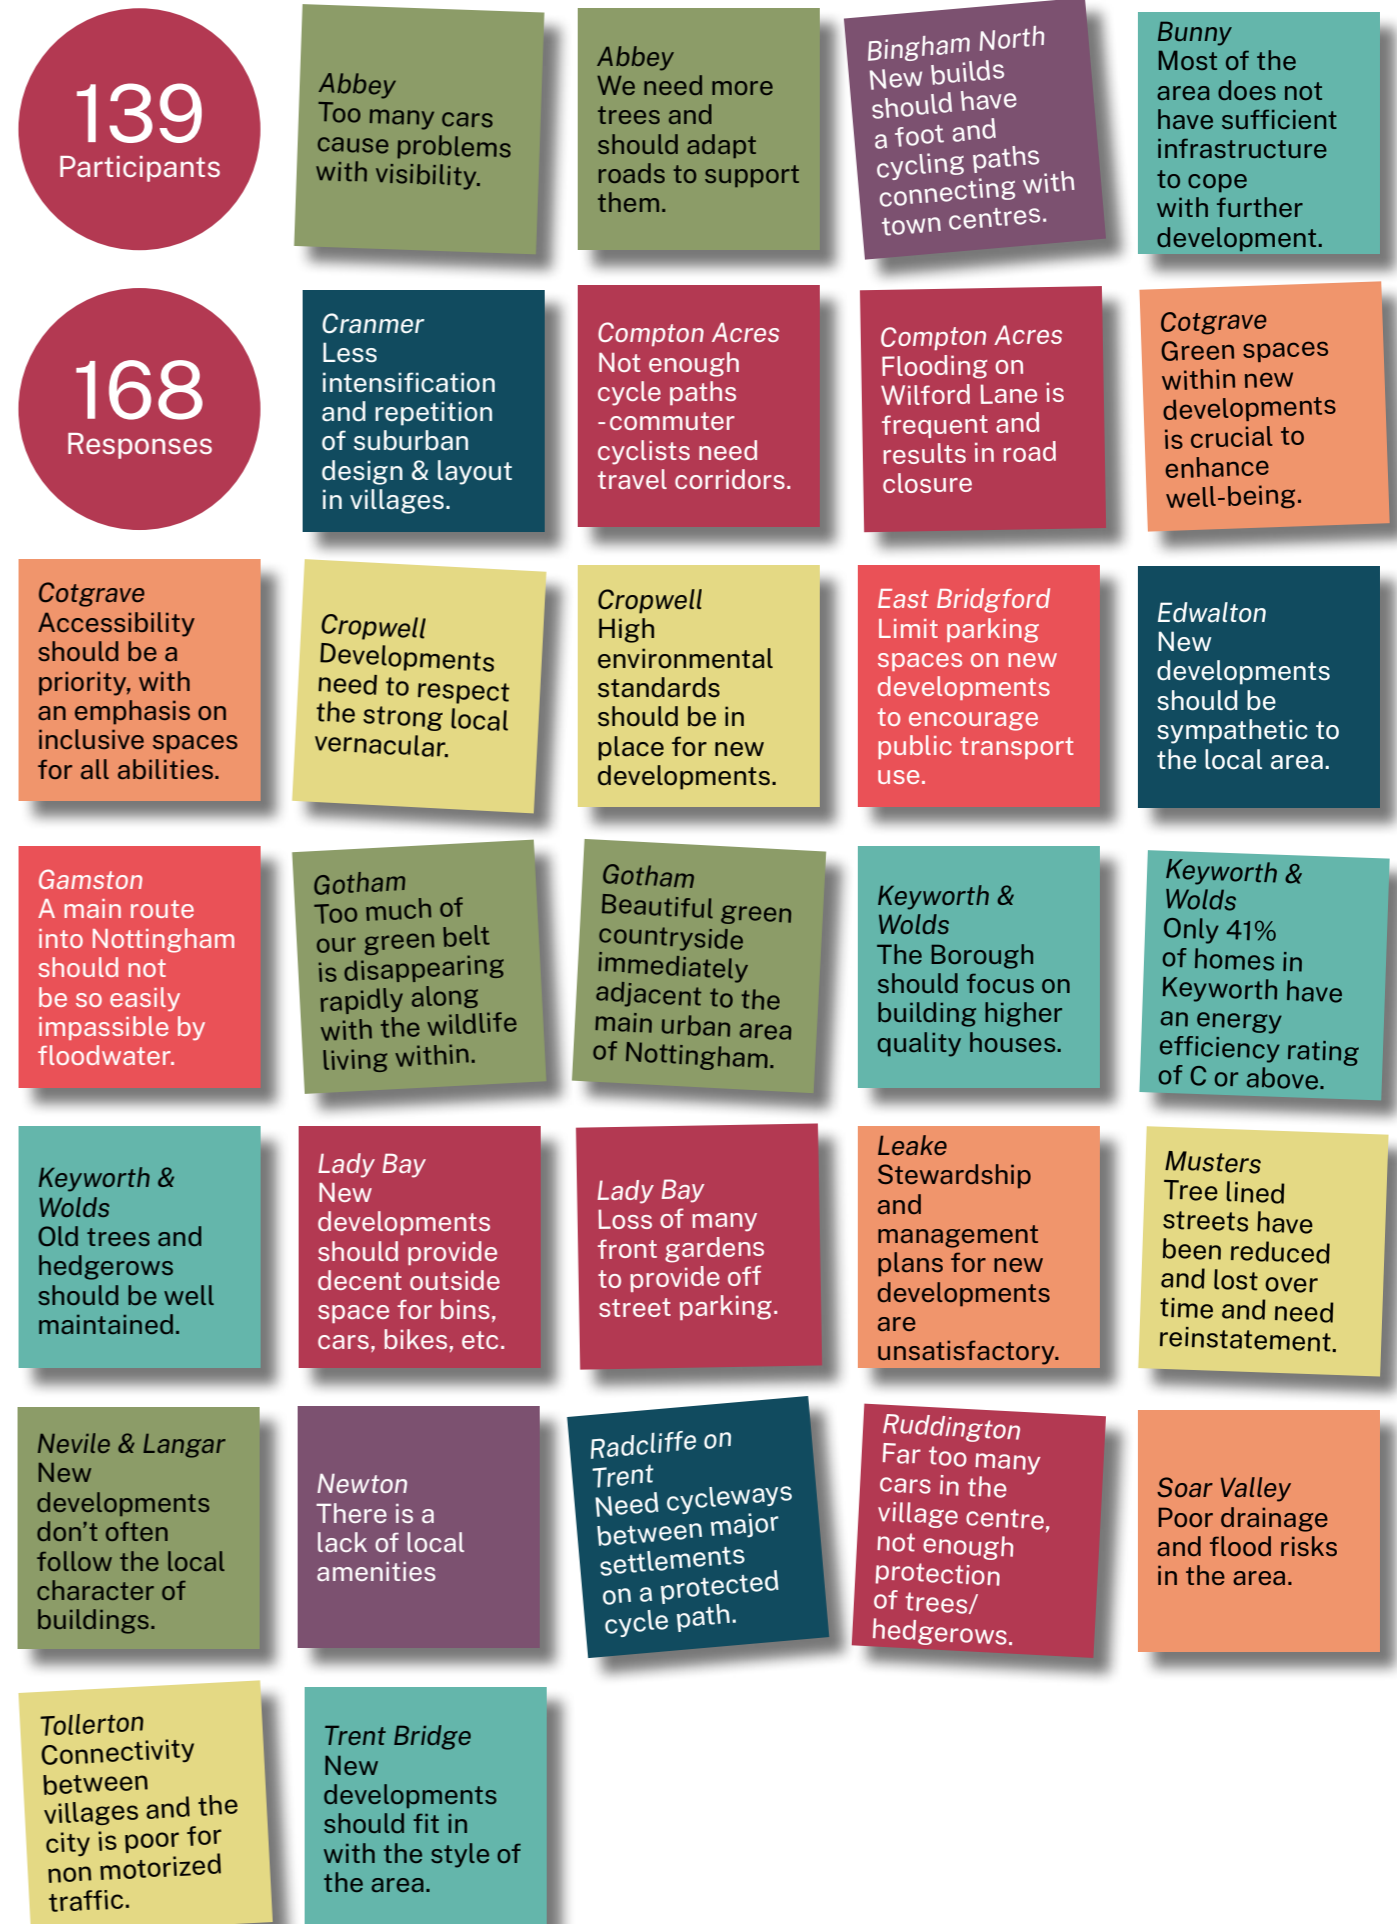 139
Participants
Abbey
Too many cars
cause problems
with visibility.
Abbey
We need more
trees and
should adapt
roads to support
them.
Bingham North
New builds
should have
a foot and
cycling paths
connecting with
town centres.
Bunny
Most of the
area does not
have sufficient
infrastructure
to cope
with further
development.
168
Responses
Cranmer
Less
intensification
and repetition
of suburban
design & layout
in villages.
Compton Acres
Not enough
cycle paths
- commuter
cyclists need
travel corridors.
Compton Acres
Flooding on
Wilford Lane is
frequent and
results in road
closure
Cotgrave
Green spaces
within new
developments
is crucial to
enhance
well-being.
Cotgrave
Accessibility
should be a
priority, with
an emphasis on
inclusive spaces
for all abilities.
Cropwell
Developments
need to respect
the strong local
vernacular.
Cropwell
High
environmental
standards
should be in
place for new
developments.
East Bridgford
Limit parking
spaces on new
developments
to encourage
public transport
use.
Edwalton
New
developments
should be
sympathetic to
the local area.
Gamston
A main route
into Nottingham
should not
be so easily
impassible by
floodwater.
Gotham
Too much of
our green belt
is disappearing
rapidly along
with the wildlife
living within.
Gotham
Beautiful green
countryside
immediately
adjacent to the
main urban area
of Nottingham.
Keyworth &
Wolds
The Borough
should focus on
building higher
quality houses.
Keyworth &
Wolds
Only 41%
of homes in
Keyworth have
an energy
efficiency rating
of C or above.
Keyworth &
Wolds
Old trees and
hedgerows
should be well
maintained.
Lady Bay
New
developments
should provide
decent outside
space for bins,
cars, bikes, etc.
Lady Bay
Loss of many
front gardens
to provide off
street parking.
Leake
Stewardship
and
management
plans for new
developments
are
unsatisfactory.
Musters
Tree lined
streets have
been reduced
and lost over
time and need
reinstatement.
Nevile & Langar
New
developments
don't often
follow the local
character of
buildings.
Newton
There is a
lack of local
amenities
Radcliffe on
Trent
Need cycleways
between major
settlements
on a protected
cycle path.
Ruddington
Far too many
cars in the
village centre,
not enough
protection
of trees/
hedgerows.
Soar Valley
Poor drainage
and flood risks
in the area.
Tollerton
Connectivity
between
villages and the
city is poor for
non motorized
traffic.
Trent Bridge
New
developments
should fit in
with the style of
the area.